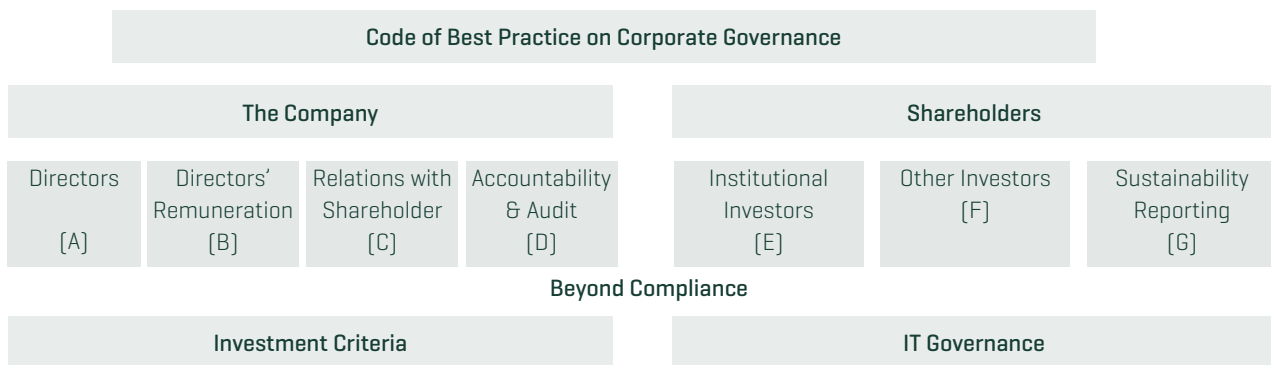 Code of Best Practice on Corporate Governance
The Company
Shareholders
Directors
[A]
Directors’
Remuneration
[B]
Relations with
Shareholder
[C]
Accountability
& Audit
[D]
Institutional
Investors
[E]
Other Investors
[F]
Sustainability
Reporting
[G]
Beyond Compliance
Investment Criteria
IT Governance